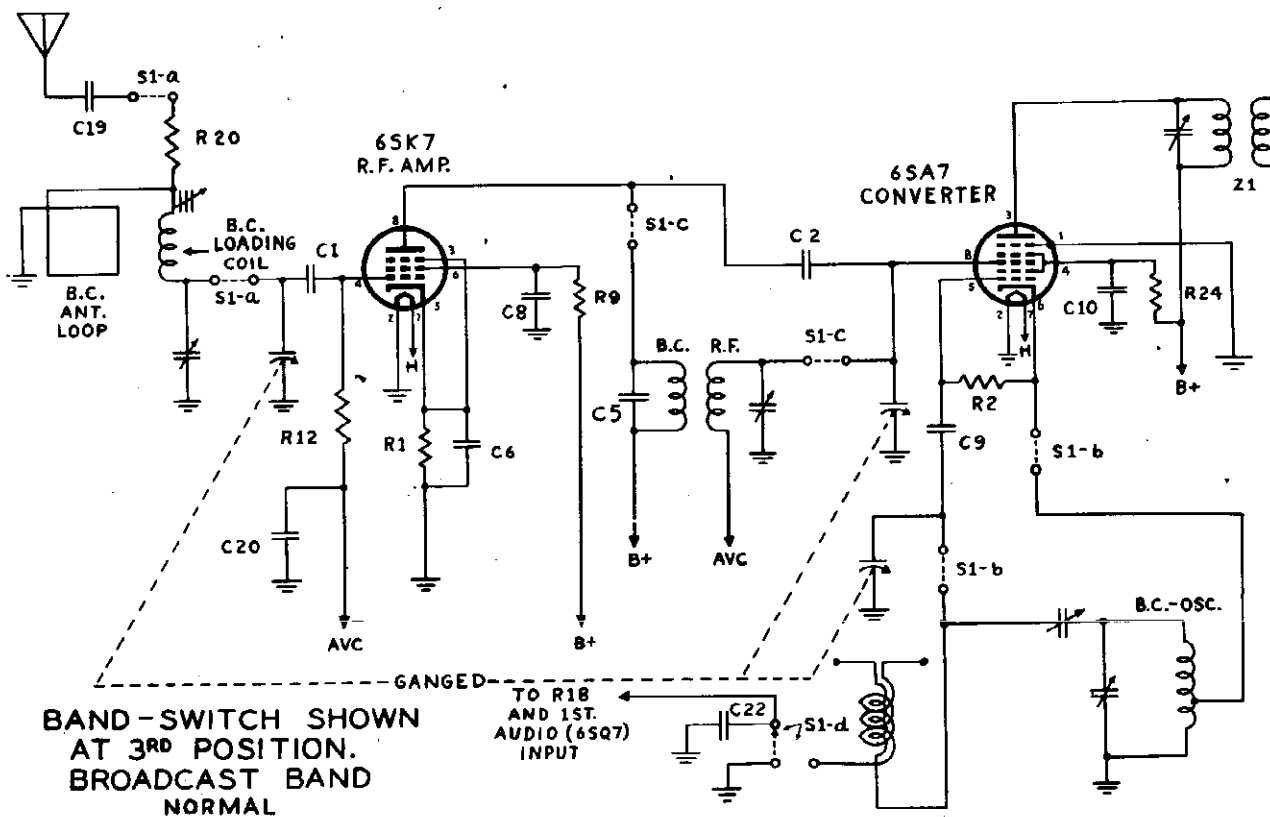 S1-a
C19
R 20
6SK7
R.F. AMP.
6SA7
CONVERTER
Z1
B.C.
LOADING
COIL
S1-a
C1
B.C.
ANT.
LOOP
8
3
6
4
2
7
5
H
C8
R9
S1-C
C 2
3
1
8
4
5
2
7
6
H
C10
R24
B+
B.C.
R.F.
S1-C
C5
R2
C9
S1-b
R12
R1
C6
C20
AVC
B+
B+
AVC
S1-b
B.C.-OSC.
GANGED
TO R18
AND 1ST.
AUDIO (6SQ7)
INPUT
C22
S1-d
BAND-SWITCH SHOWN
AT 3RD POSITION.
BROADCAST BAND
NORMAL